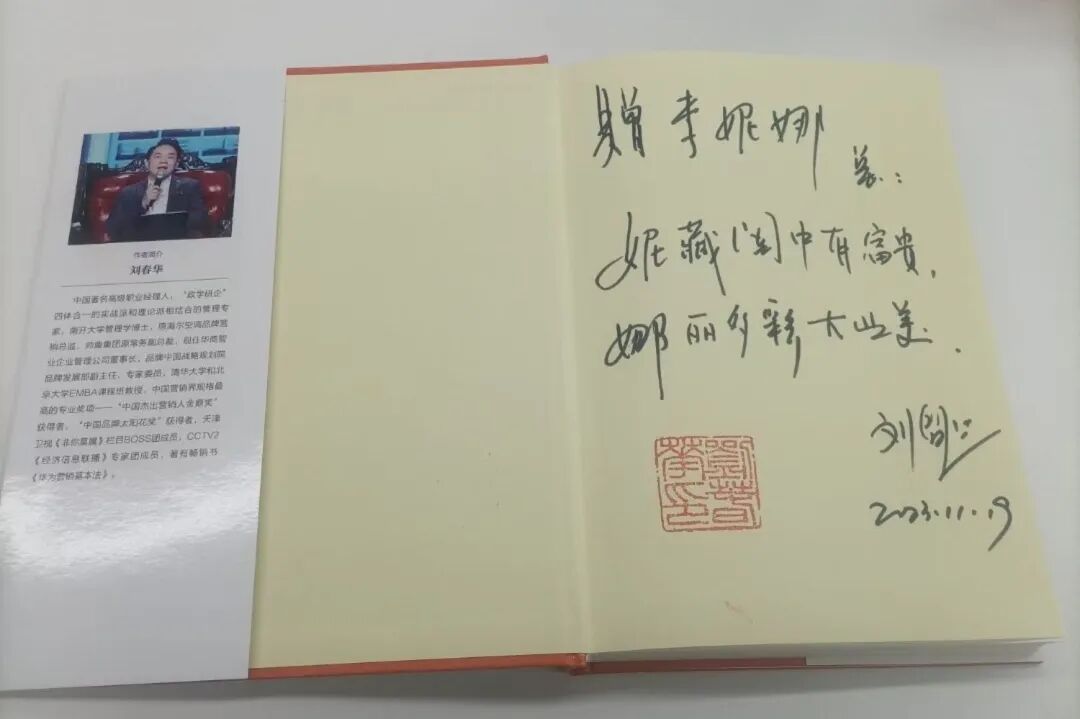 作者简介
刘春华
中国著名高级职业经理人，“政学研企”
四体合一的实战派和理论派相结合的管理专
家，南开大学管理学博士，原海尔空调品牌营
销总监，帅康集团原常务副总裁，现任华商智
业企业管理公司董事长，品牌中国战略规划院
品牌发展部副主任、专家委员，清华大学和北
京大学EMBA课程班教授，中国营销界规格最
高的专业奖项——“中国杰出营销人金鼎奖”
获得者、“中国品牌太阳花奖”获得者，天津
卫视《非你莫属》栏目BOSS团成员，CCTV2
《经济信息联播》专家团成员，著有畅销书
《华为营销基本法》。
赠李妮娜总：
妮藏 中有富贵，
娜丽多彩大业美．
刘
2023.11.19